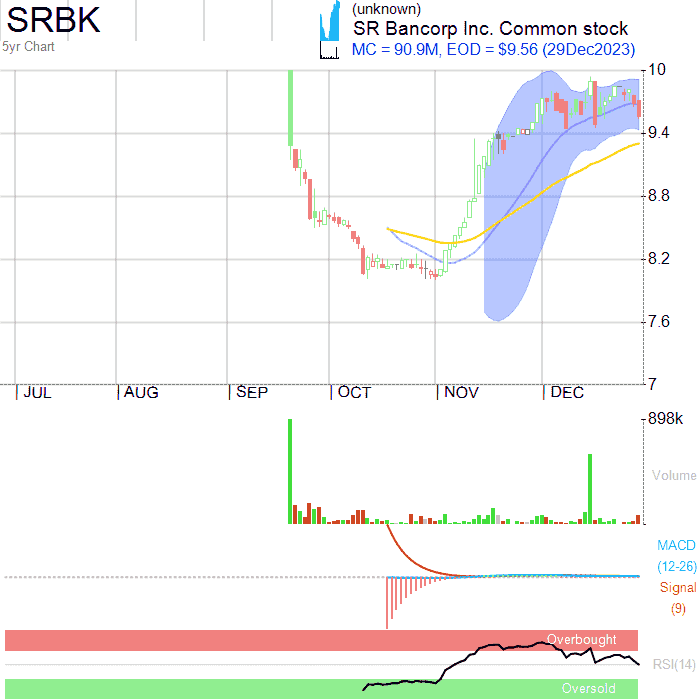 SRBK
5yr Chart
(unknown)
SR Bancorp Inc. Common stock
MC = 90.9M, EOD = $9.56 (29Dec2023)
10
9.4
8.8
8.2
7.6
7
JUL AUG SEP OCT NOV DEC
898k
Volume
MACD
(12-26)
Signal
(9)
Overbought
RSI(14)
Oversold